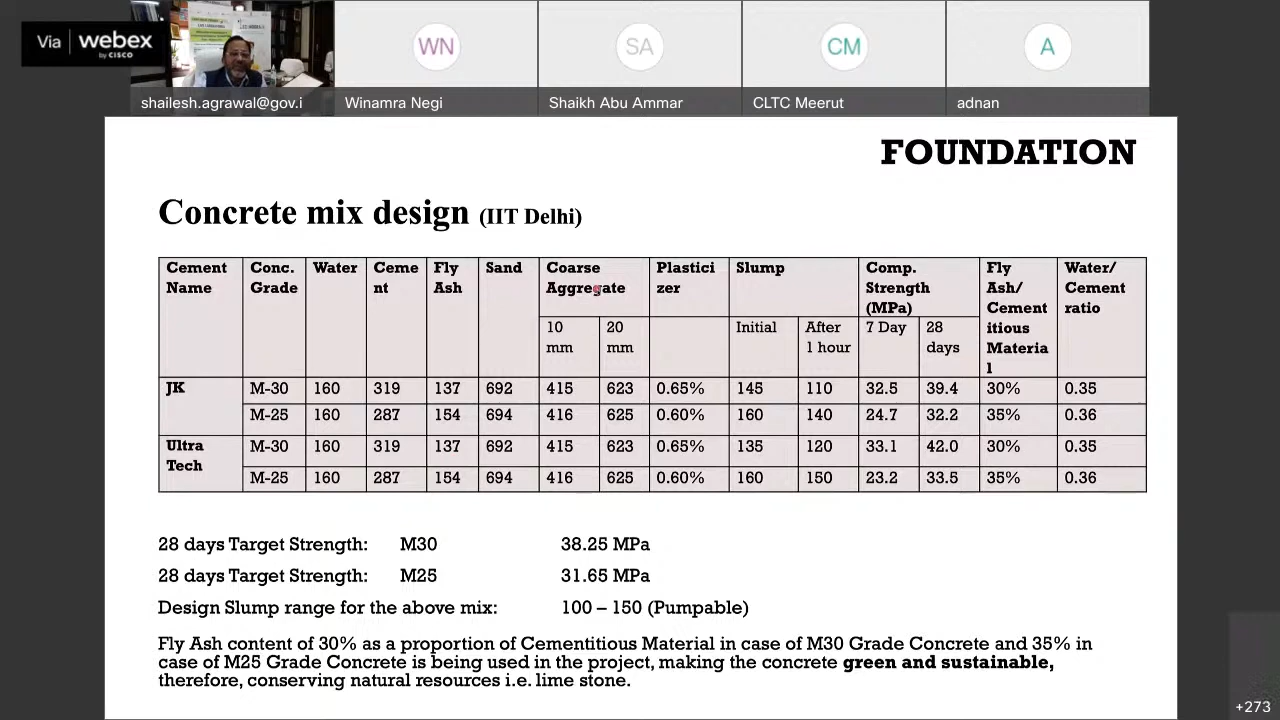 Via webex
by CISCO
WN SA CM A
shailesh.agrawal@gov.i Winamra Negi Shaikh Abu Ammar CLTC Meerut adnan
FOUNDATION
Concrete mix design (IIT Delhi)
Cement Name Conc. Grade Water Ceme nt Fly Ash Sand Coarse Aggregate Plastici zer Slump Comp. Strength (MPa) Fly Ash/ Cement itious Materia l Water/ Cement ratio
10 mm 20 mm Initial After 1 hour 7 Day 28 days
JK M-30 160 319 137 692 415 623 0.65% 145 110 32.5 39.4 30% 0.35
M-25 160 287 154 694 416 625 0.60% 160 140 24.7 32.2 35% 0.36
Ultra Tech M-30 160 319 137 692 415 623 0.65% 135 120 33.1 42.0 30% 0.35
M-25 160 287 154 694 416 625 0.60% 160 150 23.2 33.5 35% 0.36
28 days Target Strength: M30 38.25 MPa
28 days Target Strength: M25 31.65 MPa
Design Slump range for the above mix: 100 – 150 (Pumpable)
Fly Ash content of 30% as a proportion of Cementitious Material in case of M30 Grade Concrete and 35% in
case of M25 Grade Concrete is being used in the project, making the concrete green and sustainable,
therefore, conserving natural resources i.e. lime stone.
+273